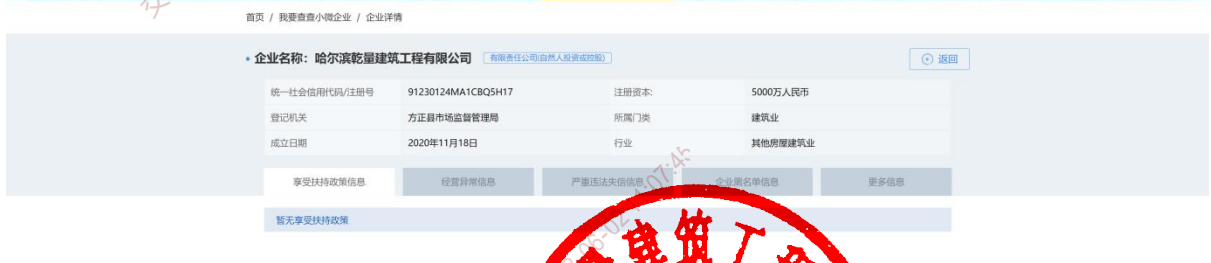 首页 / 我要查查小微企业 / 企业详情
企业名称：哈尔滨乾量建筑工程有限公司 有限责任公司(自然人投资或控股) 返回
统一社会信用代码/注册号 91230124MA1CBQ5H17 注册资本: 5000万人民币
登记机关 方正县市场监督管理局 所属门类 建筑业
成立日期 2020年11月18日 行业 其他房屋建筑业
享受扶持政策信息 经营异常信息 严重违法失信信息 企业黑名单信息 更多信息
暂无享受扶持政策
建筑工